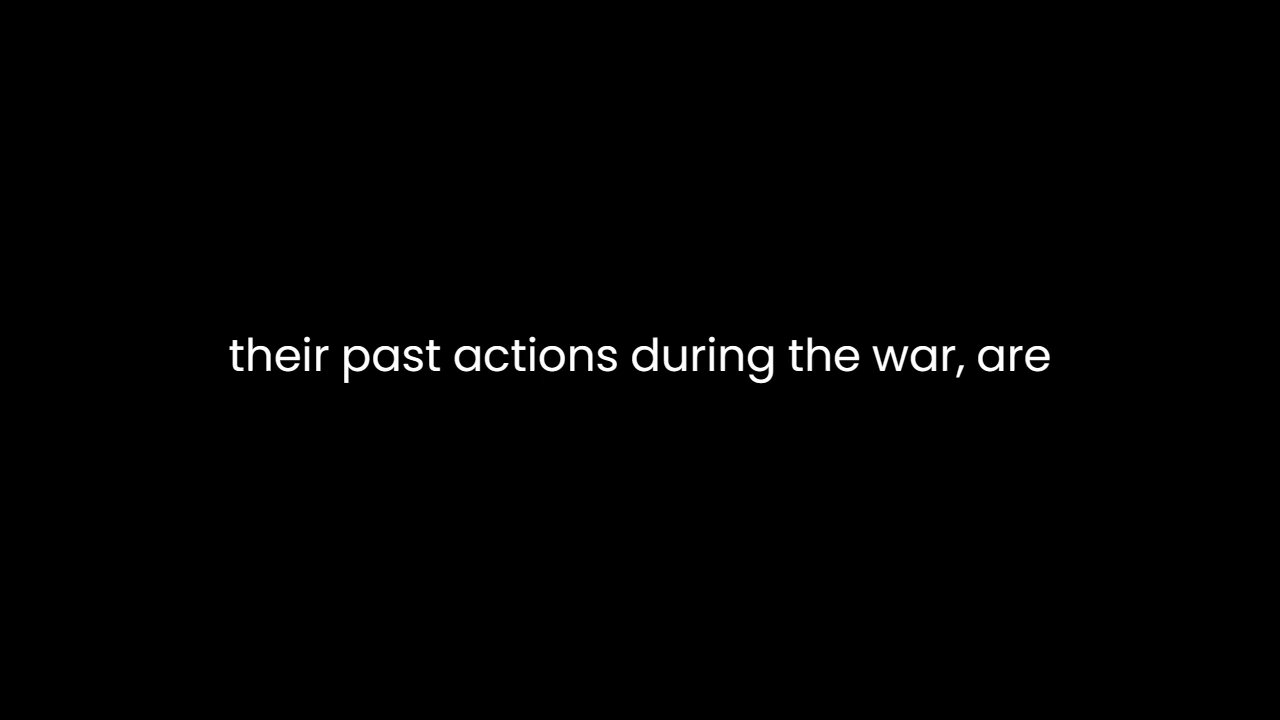 their past actions during the war, are